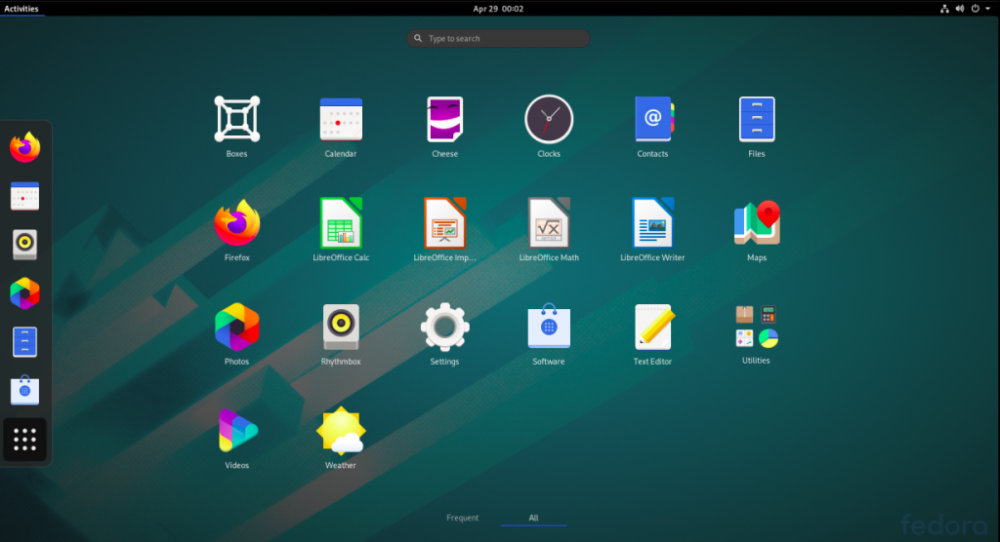 Activities
Apr 29 00:02
Type to search
Boxes
Calendar
Cheese
Clocks
Contacts
Files
Firefox
LibreOffice Calc
LibreOffice Imp...
LibreOffice Math
LibreOffice Writer
Maps
Photos
Rhythmbox
Settings
Software
Text Editor
Utilities
Videos
Weather
Frequent
All
fedora